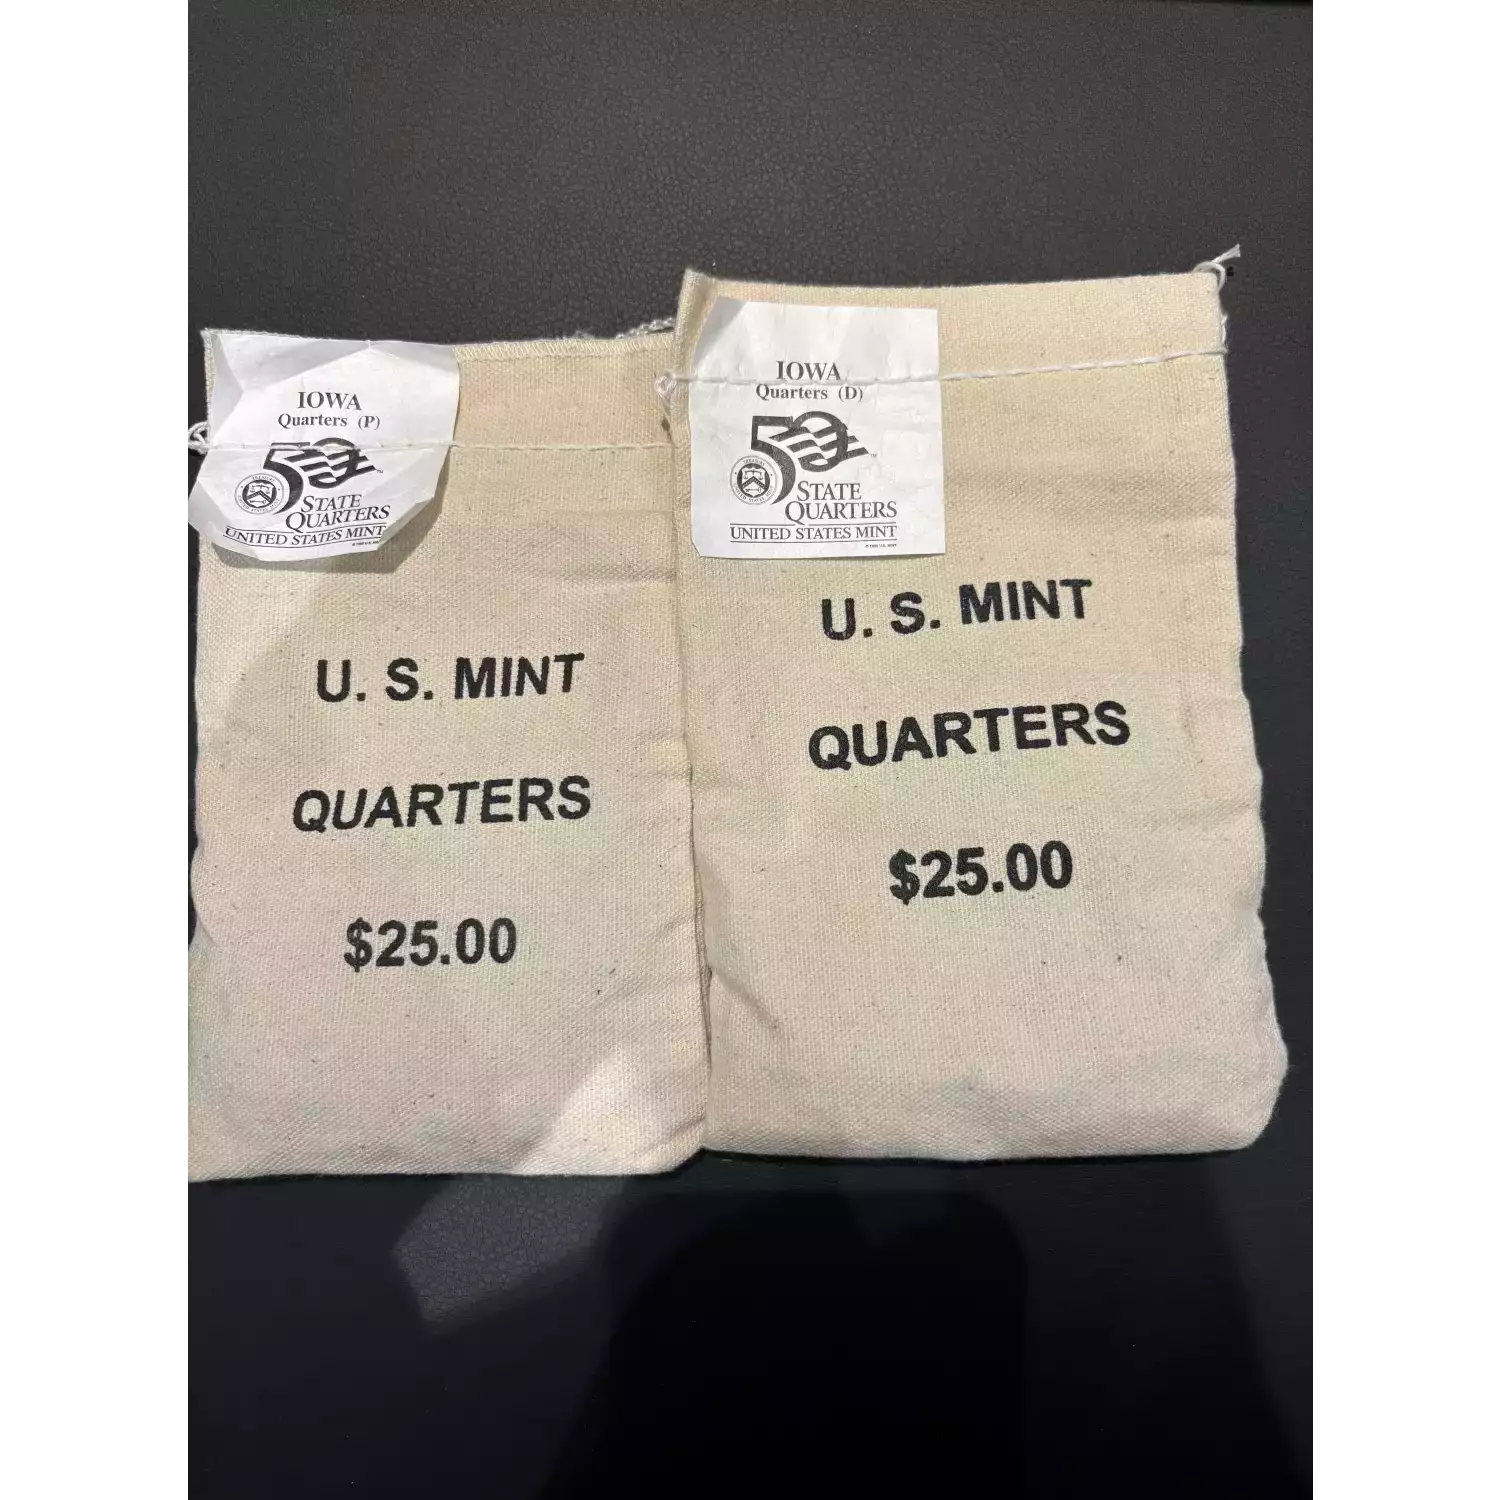 IOWA
Quarters (P)
50
STATE
QUARTERS
UNITED STATES MINT
U. S. MINT
QUARTERS
$25.00
IOWA
Quarters (D)
50
™
STATE
QUARTERS
UNITED STATES MINT
U. S. MINT
QUARTERS
$25.00